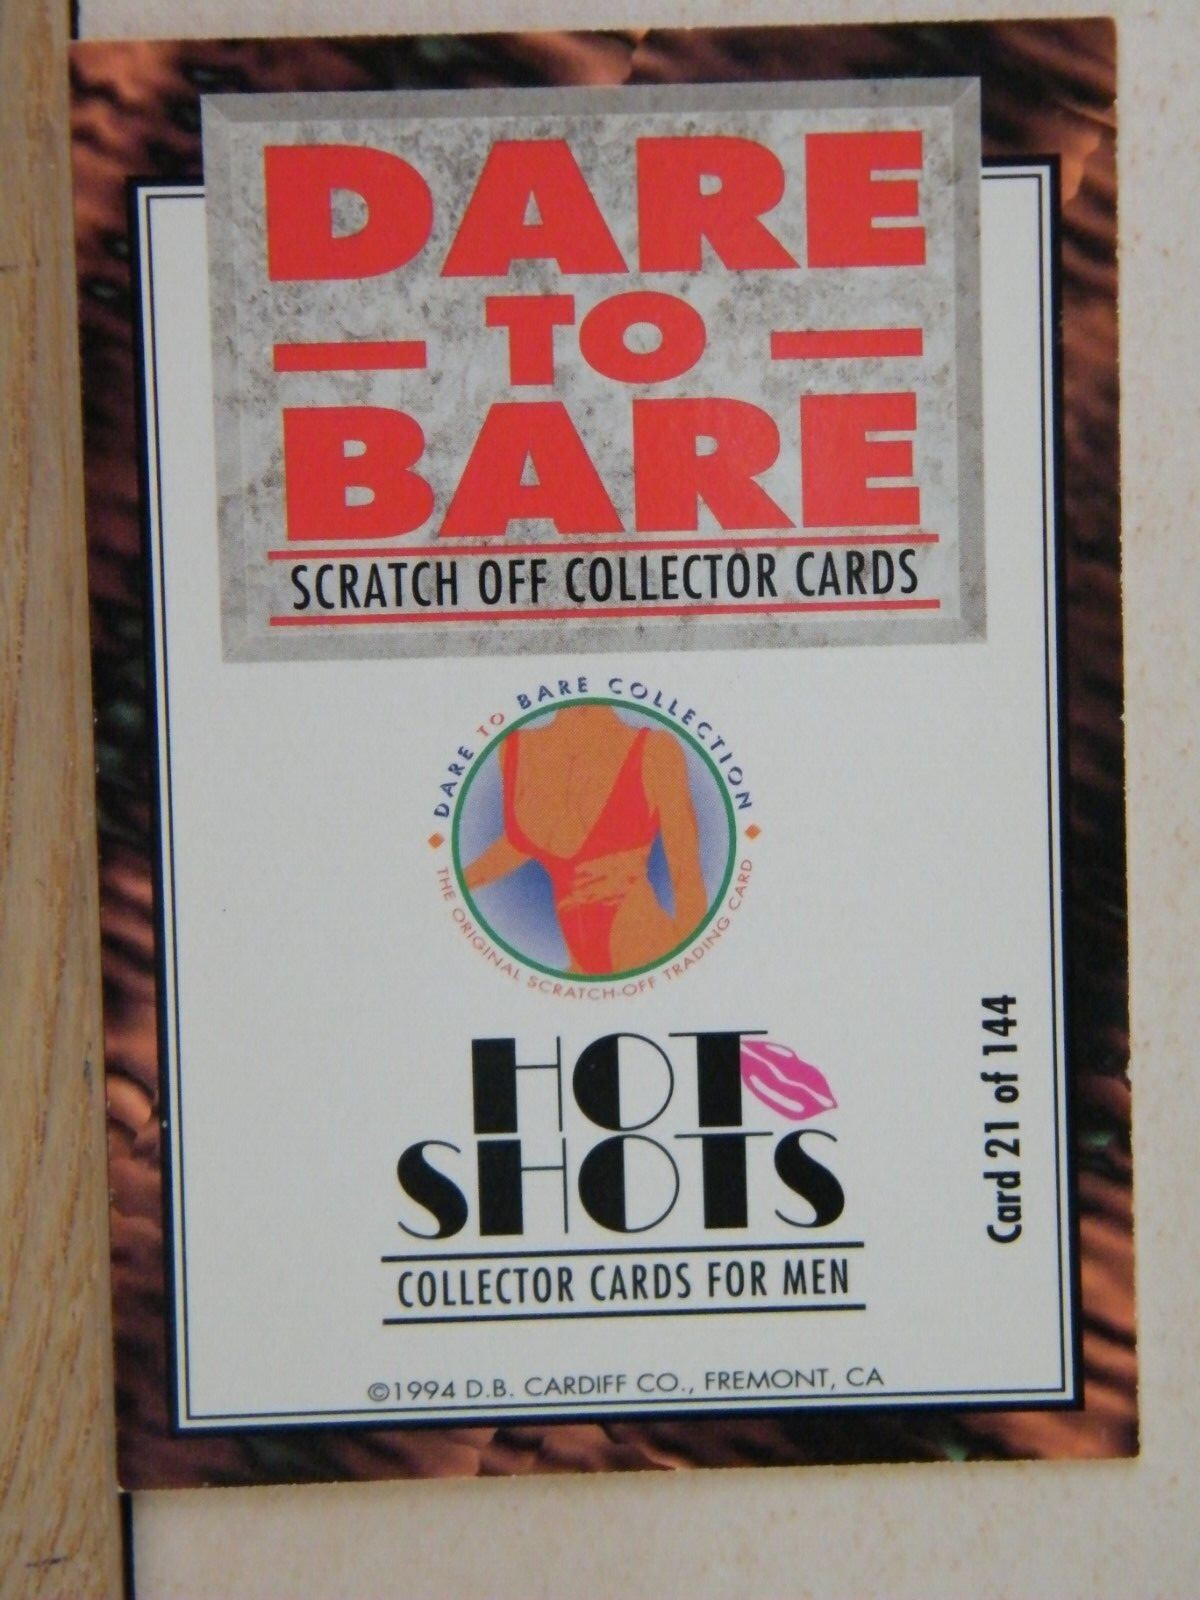 DARE
TO
BARE
SCRATCH OFF COLLECTOR CARDS
DARE TO BARE COLLECTION
THE ORIGINAL SCRATCH-OFF TRADING CARD
HOT
SHOTS
COLLECTOR CARDS FOR MEN
Card 21 of 144
©1994 D.B. CARDIFF CO., FREMONT, CA